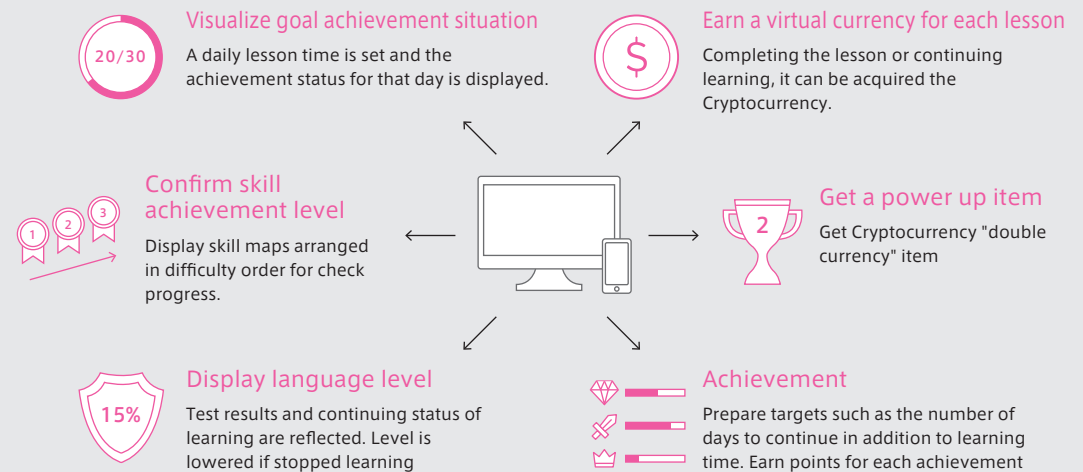 Visualize goal achievement situation
20/30
A daily lesson time is set and the
achievement status for that day is displayed.
Earn a virtual currency for each lesson
$
Completing the lesson or continuing
learning, it can be acquired the
Cryptocurrency.
Confirm skill
achievement level
1
2
3
Display skill maps arranged
in difficulty order for check
progress.
Get a power up item
2
Get Cryptocurrency "double
currency" item
Display language level
15%
Test results and continuing status of
learning are reflected. Level is
lowered if stopped learning
Achievement
Prepare targets such as the number of
days to continue in addition to learning
time. Earn points for each achievement